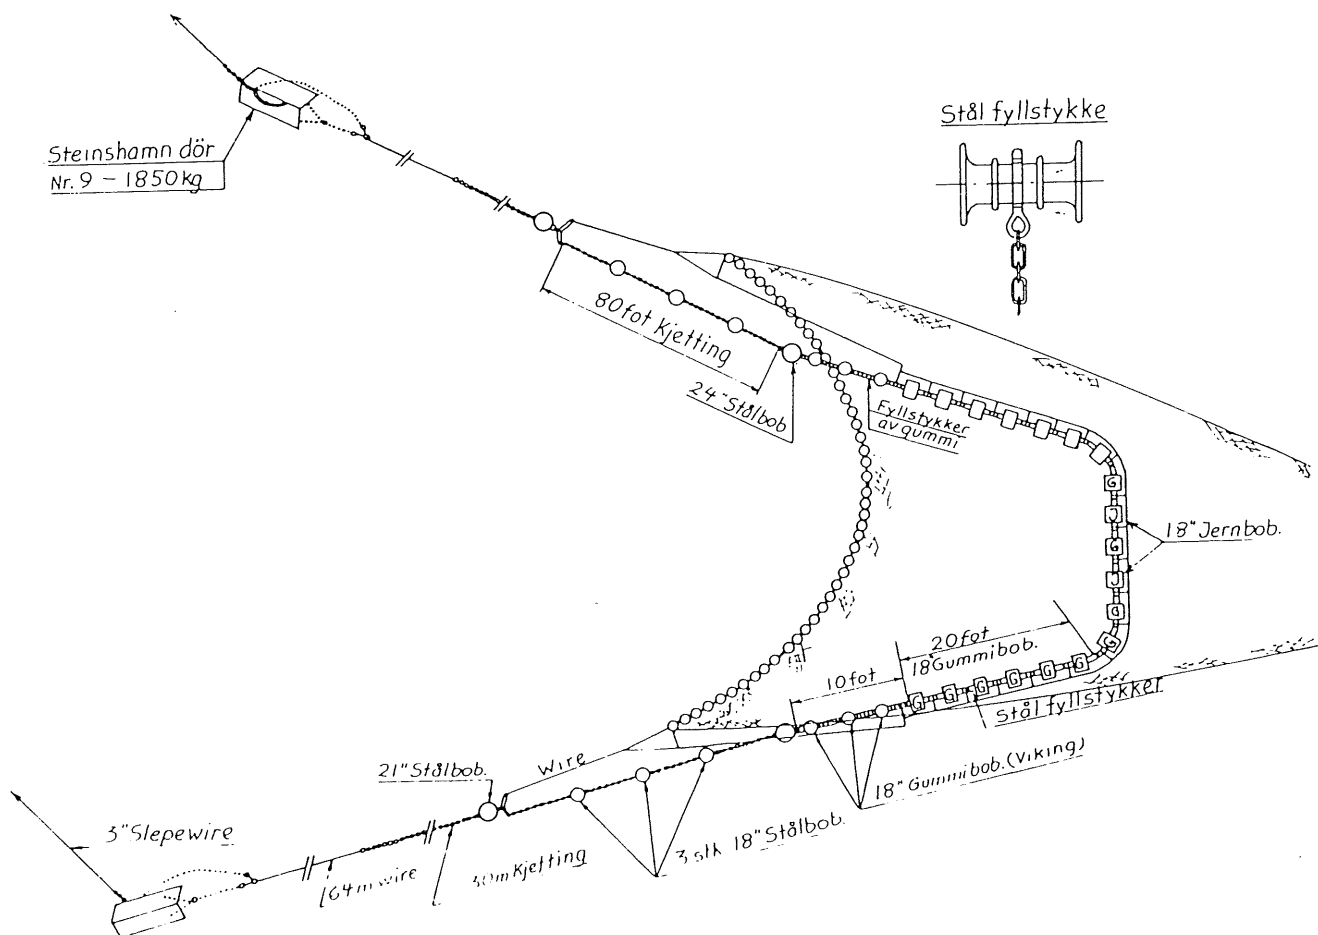 Stål fyllstykke
Steinshamn dör
Nr. 9 - 1850 kg
80 fot Kjetting
24" Stålbob
Fyllstykker
av gummi
G
J
G
J
G
G
18" Jernbob.
20 fot
18" Gummibob.
10 fot
G G G G G G
Stål fyllstykker
Wire
21" Stålbob.
18" Gummibob. (Viking)
3" Slepewire
3 stk 18" Stålbob.
30m Kjetting
164m wire